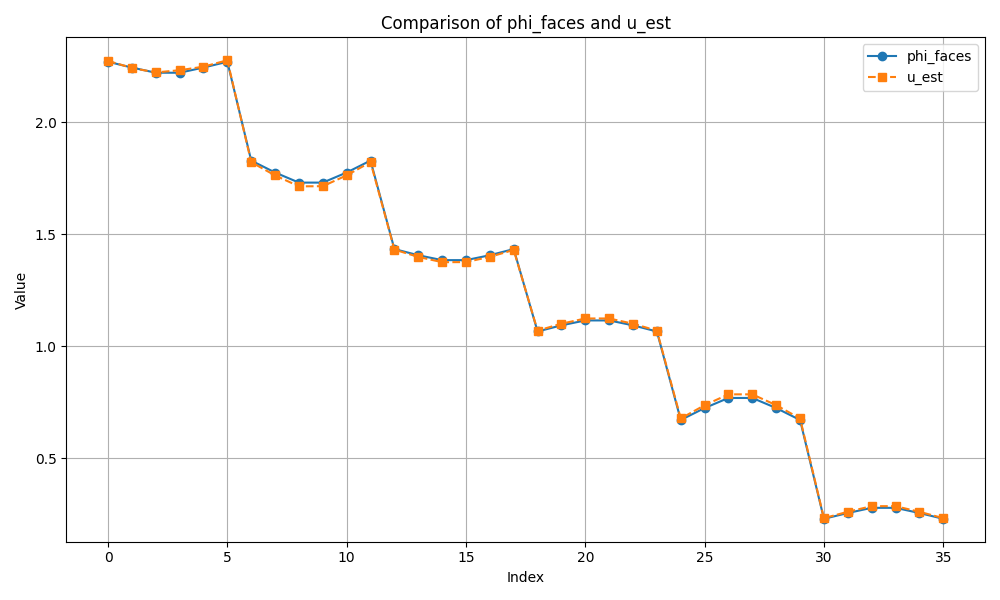 Comparison of phi_faces and u_est
phi_faces
u_est
Value
2.0
1.5
1.0
0.5
0 5 10 15 20 25 30 35
Index